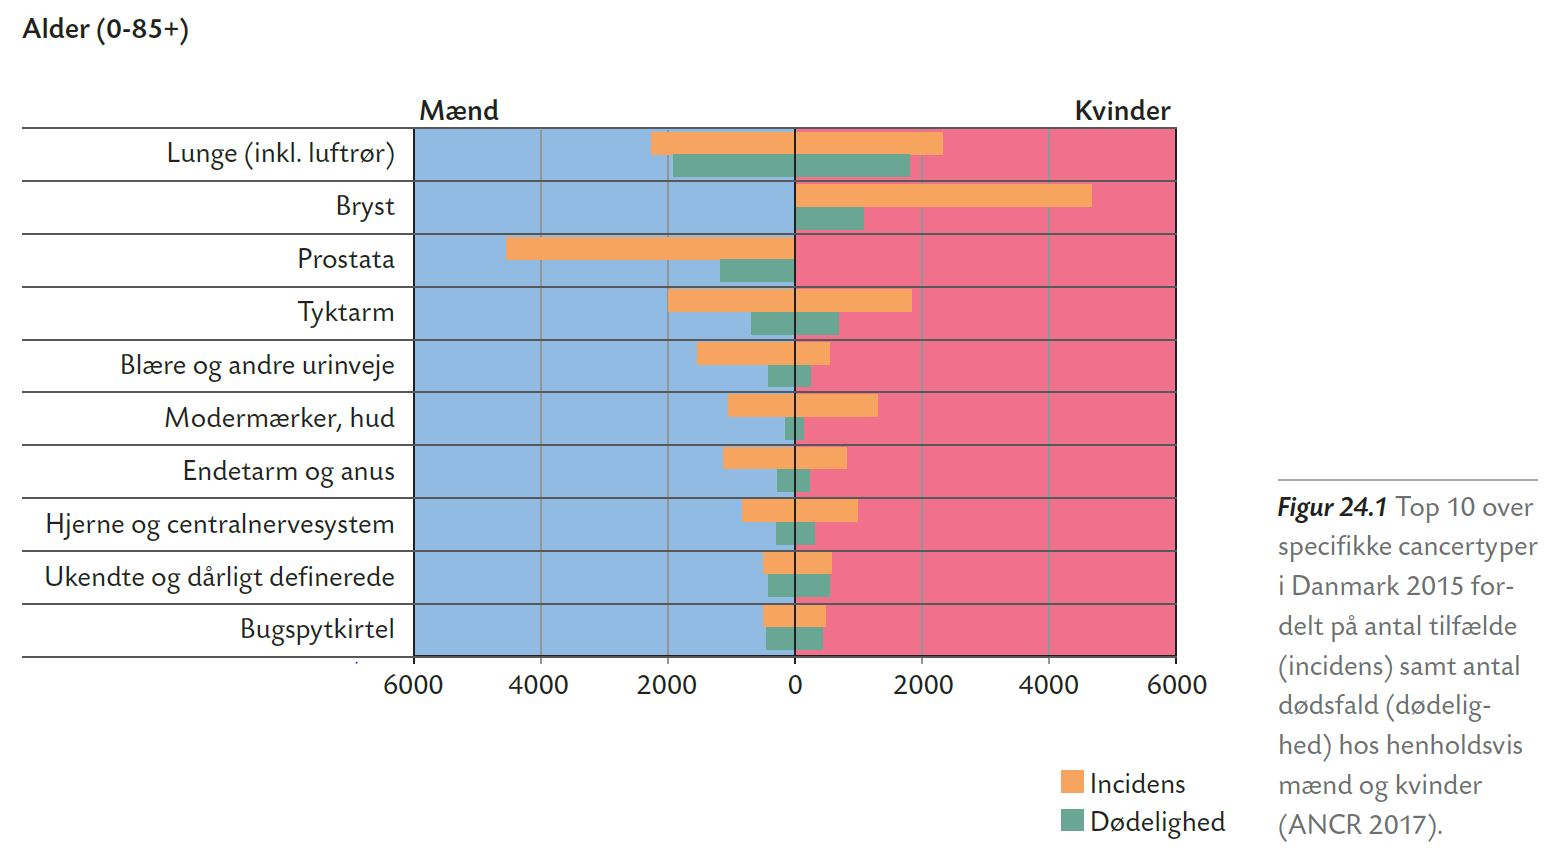 Alder (0-85+)
Mænd
Kvinder
Lunge (inkl. luftrør)
Bryst
Prostata
Tyktarm
Blære og andre urinveje
Modermærker, hud
Endetarm og anus
Hjerne og centralnervesystem
Ukendte og dårligt definerede
Bugspytkirtel
6000 4000 2000 0 2000 4000 6000
Incidens
Dødelighed
Figur 24.1 Top 10 over
specifikke cancertyper
i Danmark 2015 for-
delt på antal tilfælde
(incidens) samt antal
dødsfald (dødelig-
hed) hos henholdsvis
mænd og kvinder
(ANCR 2017).